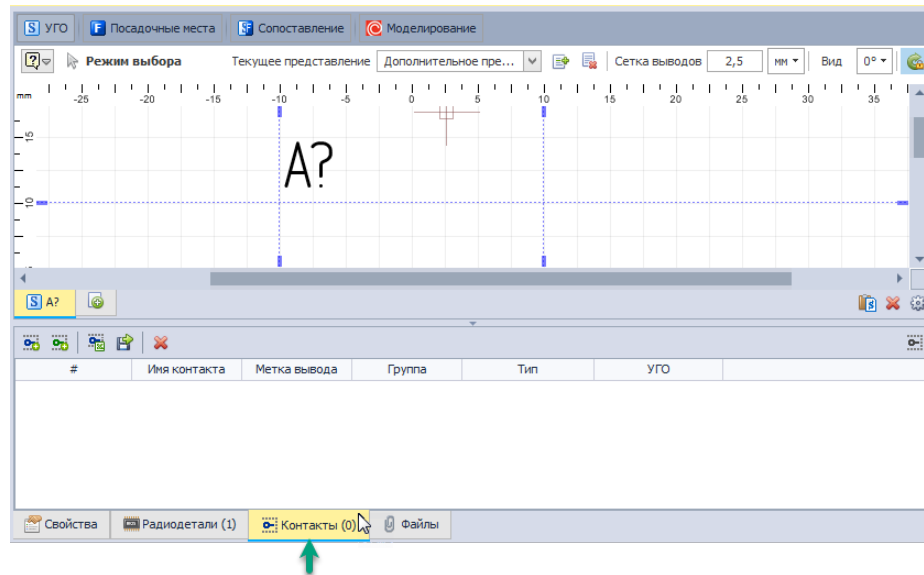 S УГО F Посадочные места SF Сопоставление Моделирование
Режим выбора Текущее представление Дополнительное пре... Сетка выводов 2,5 мм Вид 0°
mm -25 -20 -15 -10 -5 0 5 10 15 20 25 30 35
15
A?
10
S A?
# Имя контакта Метка вывода Группа Тип УГО
Свойства Радиодетали (1) Контакты (0) Файлы